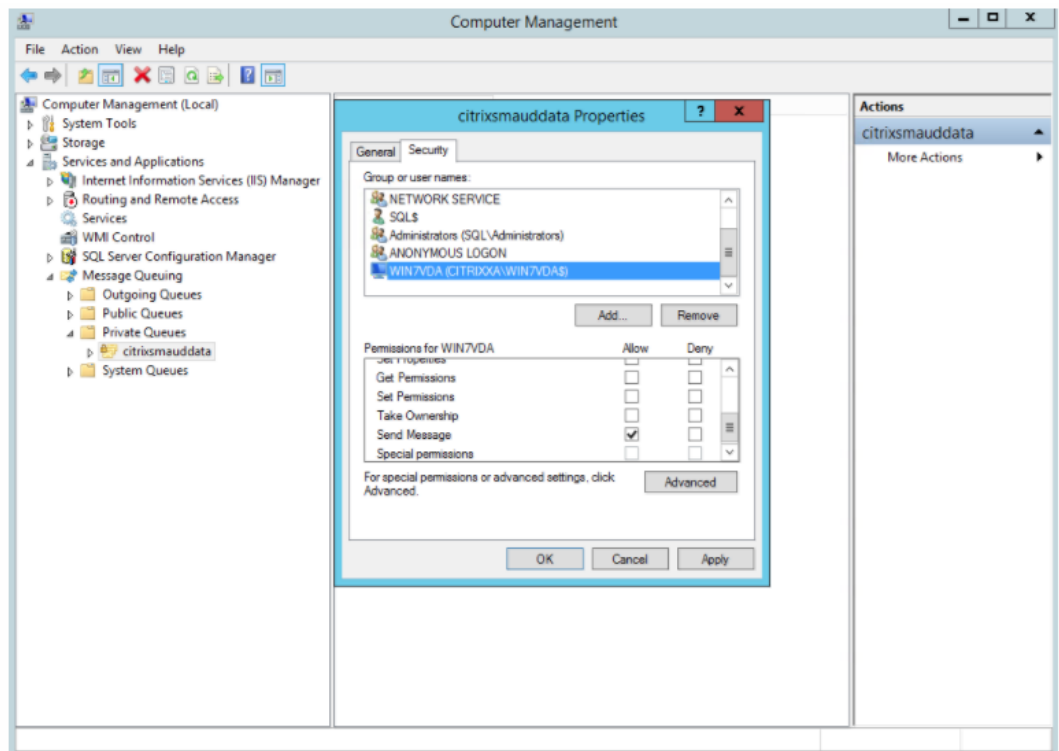 Computer Management
File Action View Help
Computer Management (Local)
System Tools
Storage
Services and Applications
Internet Information Services (IIS) Manager
Routing and Remote Access
Services
WMI Control
SQL Server Configuration Manager
Message Queuing
Outgoing Queues
Public Queues
Private Queues
citrixsmauddata
System Queues
citrixsmauddata Properties
? x
General Security
Group or user names:
NETWORK SERVICE
SQL$
Administrators (SQL\Administrators)
ANONYMOUS LOGON
WIN7VDA (CITRIXXA\WIN7VDA$)
Add... Remove
Permissions for WIN7VDA Allow Deny
Set Properties
Get Permissions
Set Permissions
Take Ownership
Send Message
Special permissions
For special permissions or advanced settings, click
Advanced.
Advanced
OK Cancel Apply
Actions
citrixsmauddata
More Actions